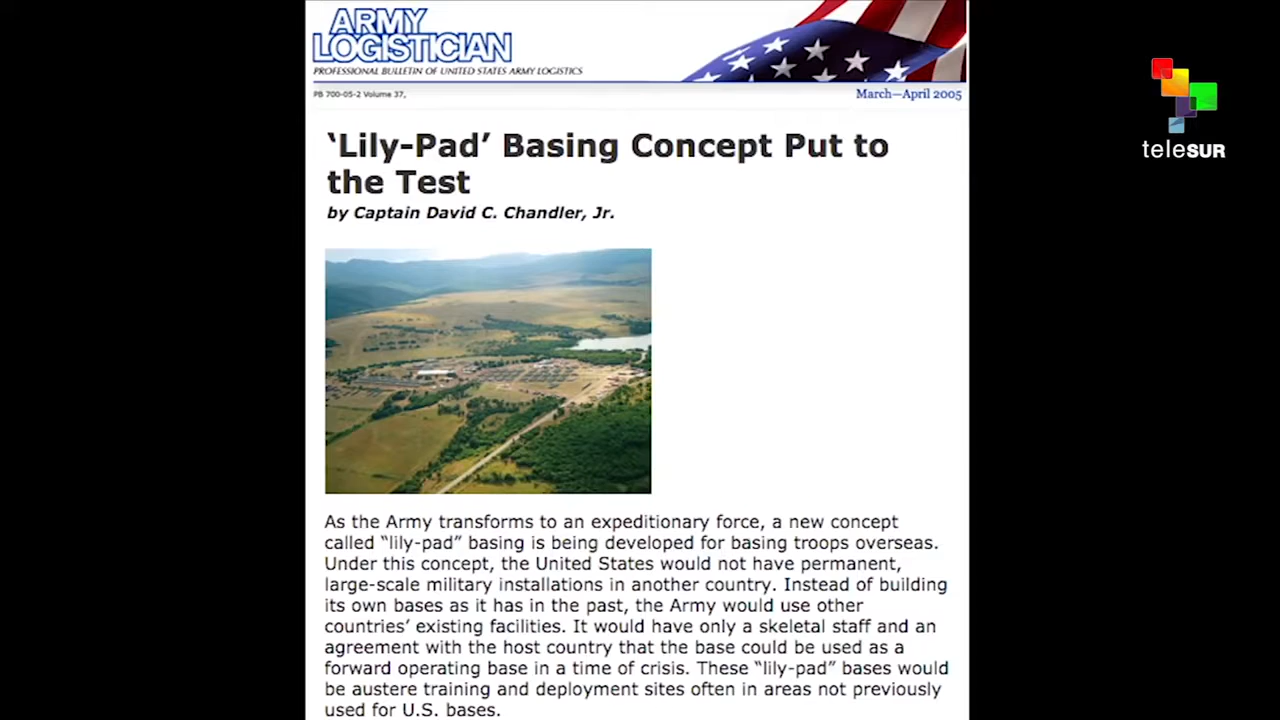 ARMY
LOGISTICIAN
PROFESSIONAL BULLETIN OF UNITED STATES ARMY LOGISTICS
PB 700-05-2 Volume 37,
March—April 2005
‘Lily-Pad’ Basing Concept Put to
the Test
by Captain David C. Chandler, Jr.
As the Army transforms to an expeditionary force, a new concept
called “lily-pad” basing is being developed for basing troops overseas.
Under this concept, the United States would not have permanent,
large-scale military installations in another country. Instead of building
its own bases as it has in the past, the Army would use other
countries’ existing facilities. It would have only a skeletal staff and an
agreement with the host country that the base could be used as a
forward operating base in a time of crisis. These “lily-pad” bases would
be austere training and deployment sites often in areas not previously
used for U.S. bases.
teleSUR